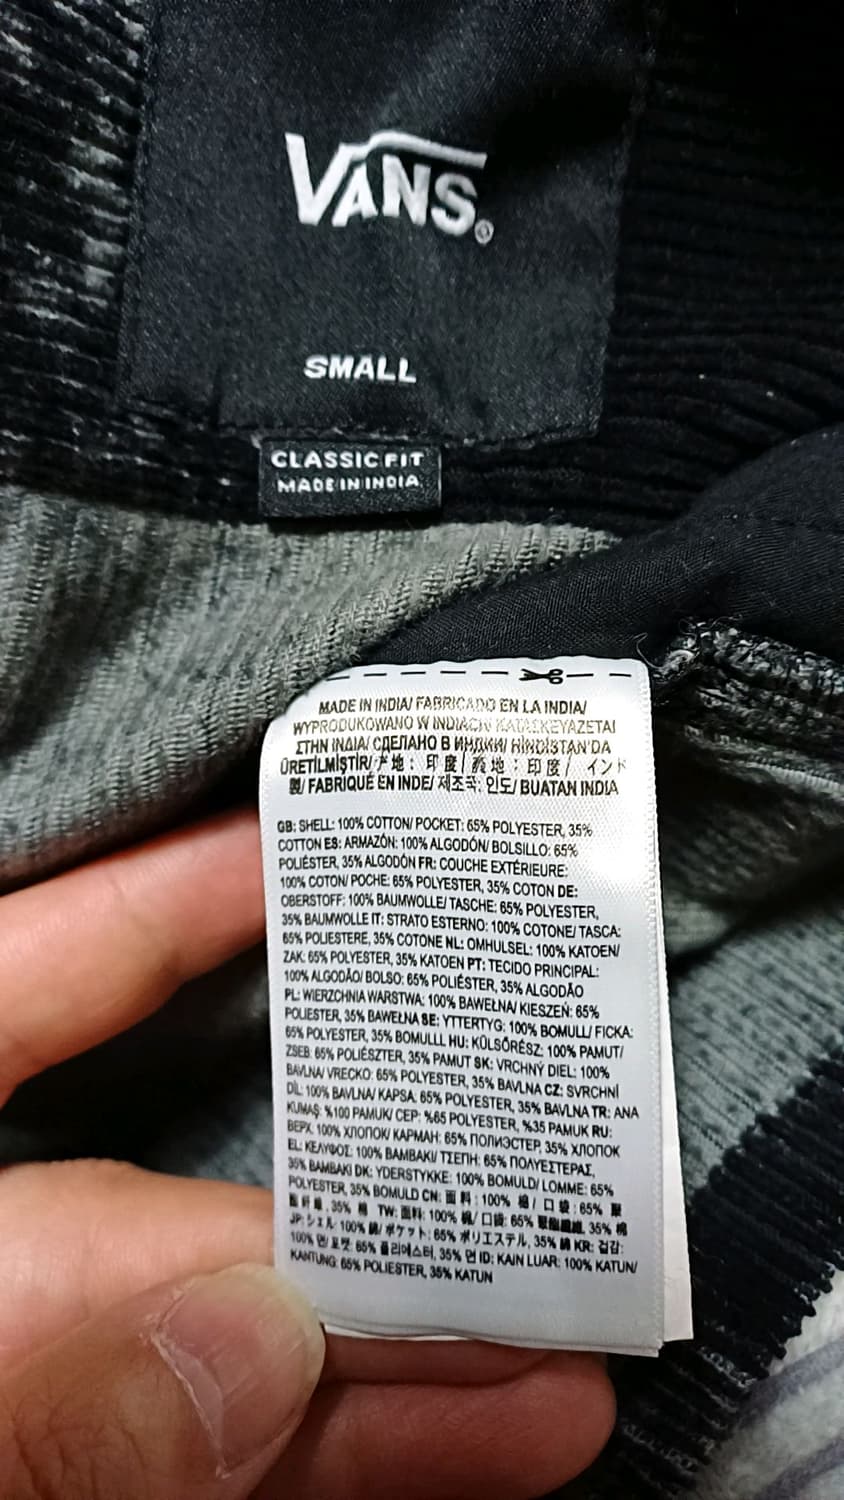 VANS®
SMALL
CLASSIC FIT
MADE IN INDIA
MADE IN INDIA/ FABRICADO EN LA INDIA/
WYPRODUKOWANO W INDIACH/ ΚΑΤΑΣΚΕΥΑΖΕΤΑΙ
ΣΤΗΝ ΙΝΔΙΑ/ СДЕЛАНО В ИНДИИ/ HİNDİSTAN'DA
ÜRETİLMİŞTİR/ 产地: 印度/ 產地: 印度/ インド
製/ FABRIQUÉ EN INDE/ 제조국: 인도/ BUATAN INDIA
GB: SHELL: 100% COTTON/ POCKET: 65% POLYESTER, 35%
COTTON ES: ARMAZÓN: 100% ALGODÓN/ BOLSILLO: 65%
POLIÉSTER, 35% ALGODÓN FR: COUCHE EXTÉRIEURE:
100% COTON/ POCHE: 65% POLYESTER, 35% COTON DE:
OBERSTOFF: 100% BAUMWOLLE/ TASCHE: 65% POLYESTER,
35% BAUMWOLLE IT: STRATO ESTERNO: 100% COTONE/ TASCA:
65% POLIESTERE, 35% COTONE NL: OMHULSEL: 100% KATOEN/
ZAK: 65% POLYESTER, 35% KATOEN PT: TECIDO PRINCIPAL:
100% ALGODÃO/ BOLSO: 65% POLIÉSTER, 35% ALGODÃO
PL: WIERZCHNIA WARSTWA: 100% BAWEŁNA/ KIESZEŃ: 65%
POLIESTER, 35% BAWEŁNA SE: YTTERTYG: 100% BOMULL/ FICKA:
65% POLYESTER, 35% BOMULLL HU: KÜLSŐRÉSZ: 100% PAMUT/
ZSEB: 65% POLIÉSZTER, 35% PAMUT SK: VRCHNÝ DIEL: 100%
BAVLNA/ VRECKO: 65% POLYESTER, 35% BAVLNA CZ: SVRCHNÍ
DÍL: 100% BAVLNA/ KAPSA: 65% POLYESTER, 35% BAVLNA TR: ANA
KUMAŞ: %100 PAMUK/ CEP: %65 POLYESTER, %35 PAMUK RU:
ВЕРХ: 100% ХЛОПОК/ КАРМАН: 65% ПОЛИЭСТЕР, 35% ХЛОПОК
EL: ΚΕΛΥΦΟΣ: 100% ΒΑΜΒΑΚΙ/ ΤΣΕΠΗ: 65% ΠΟΛΥΕΣΤΕΡΑΣ,
35% ΒΑΜΒΑΚΙ DK: YDERSTYKKE: 100% BOMULD/ LOMME: 65%
POLYESTER, 35% BOMULD CN: 面料: 100% 棉/ 口袋: 65% 聚
酯纤维, 35% 棉 TW: 面料: 100% 棉/ 口袋: 65% 聚酯纖維, 35% 棉
JP: シェル: 100% 綿/ ポケット: 65% ポリエステル, 35% 綿 KR: 겉감:
100% 면/ 포켓: 65% 폴리에스터, 35% 면 ID: KAIN LUAR: 100% KATUN/
KANTUNG: 65% POLIESTER, 35% KATUN